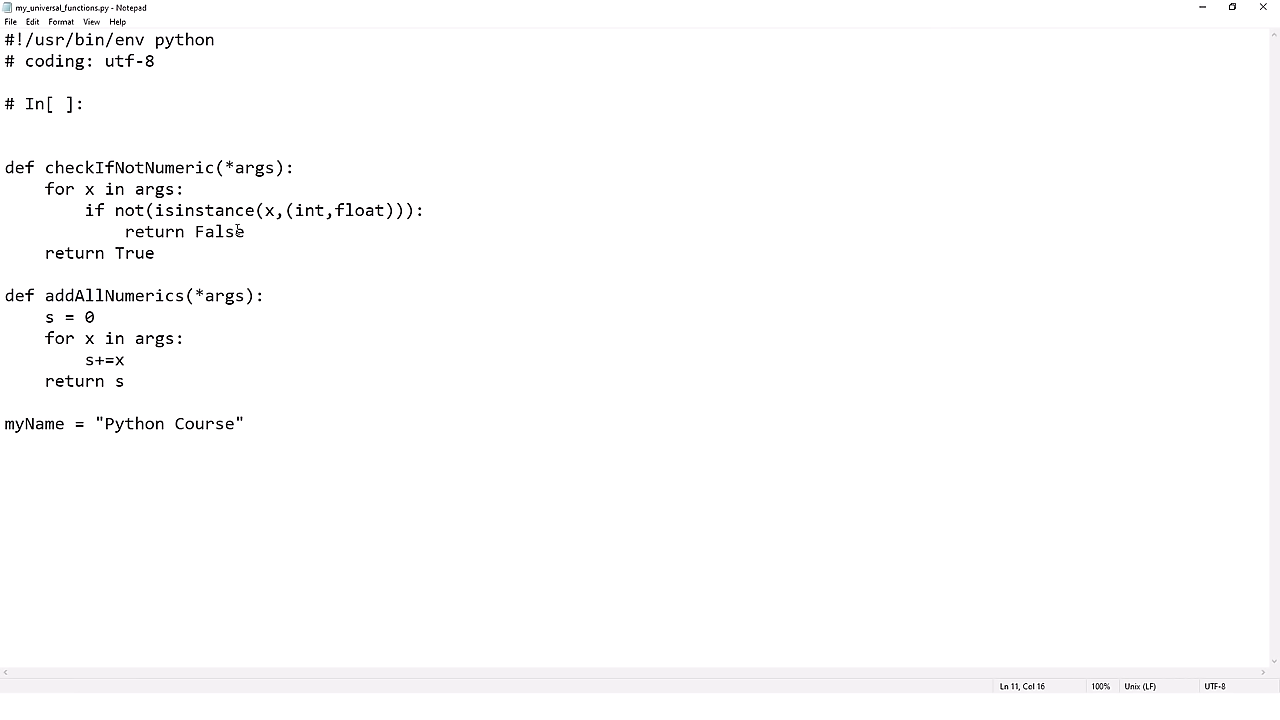 my_universal_functions.py - Notepad
File Edit Format View Help
#!/usr/bin/env python
# coding: utf-8
# In[ ]:
def checkIfNotNumeric(*args):
    for x in args:
        if not(isinstance(x,(int,float))):
            return False
    return True
def addAllNumerics(*args):
    s = 0
    for x in args:
        s+=x
    return s
myName = "Python Course"
Ln 11, Col 16 100% Unix (LF) UTF-8